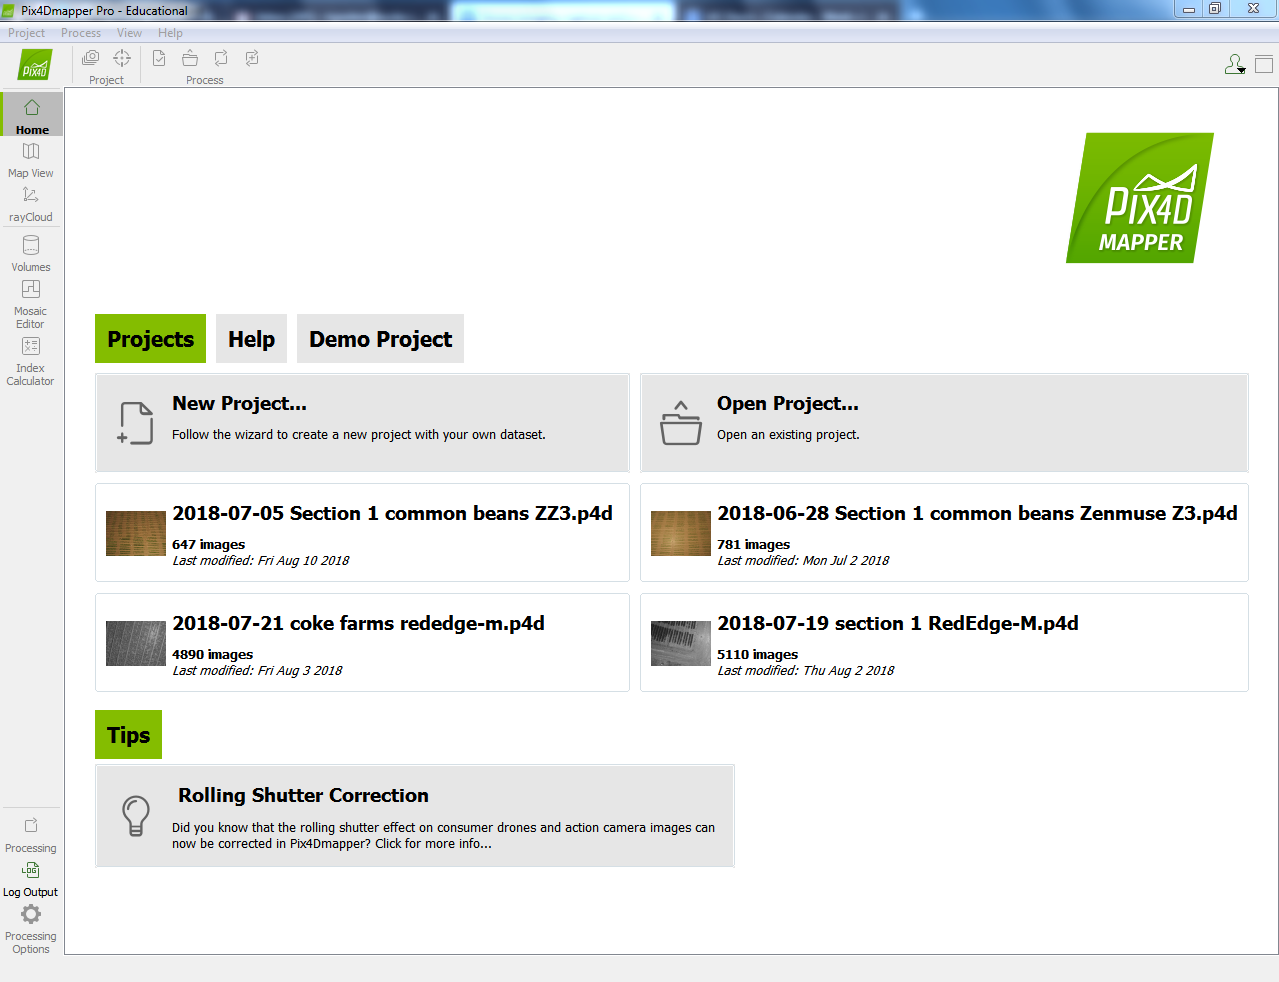 Pix4Dmapper Pro - Educational
Project Process View Help
PIX4D
Project Process
Home
Map View
rayCloud
Volumes
Mosaic
Editor
Index
Calculator
PIX4D
MAPPER
Projects Help Demo Project
New Project...
Follow the wizard to create a new project with your own dataset.
Open Project...
Open an existing project.
2018-07-05 Section 1 common beans ZZ3.p4d
647 images
Last modified: Fri Aug 10 2018
2018-06-28 Section 1 common beans Zenmuse Z3.p4d
781 images
Last modified: Mon Jul 2 2018
2018-07-21 coke farms rededge-m.p4d
4890 images
Last modified: Fri Aug 3 2018
2018-07-19 section 1 RedEdge-M.p4d
5110 images
Last modified: Thu Aug 2 2018
Tips
Rolling Shutter Correction
Did you know that the rolling shutter effect on consumer drones and action camera images can
now be corrected in Pix4Dmapper? Click for more info...
Processing
LOG
Log Output
Processing
Options